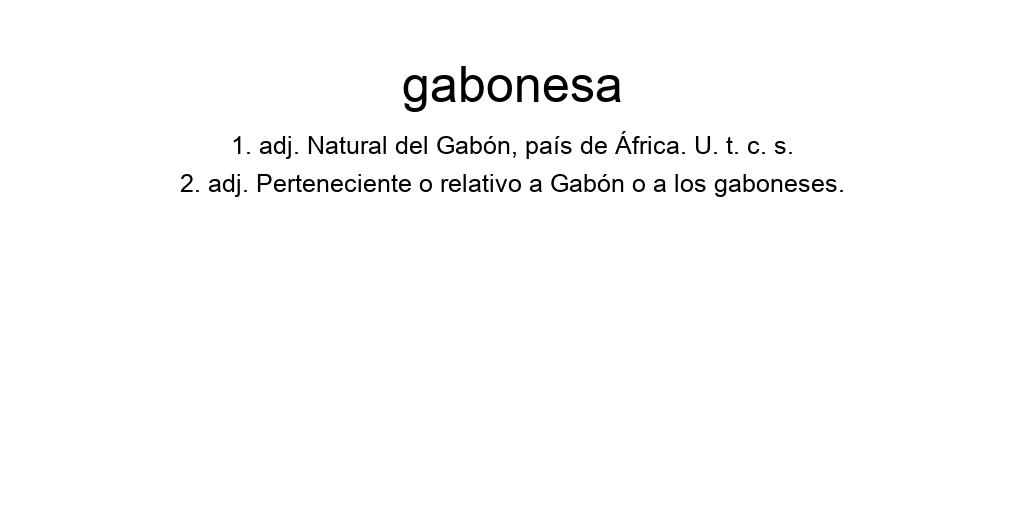 gabonesa
1. adj. Natural del Gabón, país de África. U. t. c. s.
2. adj. Perteneciente o relativo a Gabón o a los gaboneses.